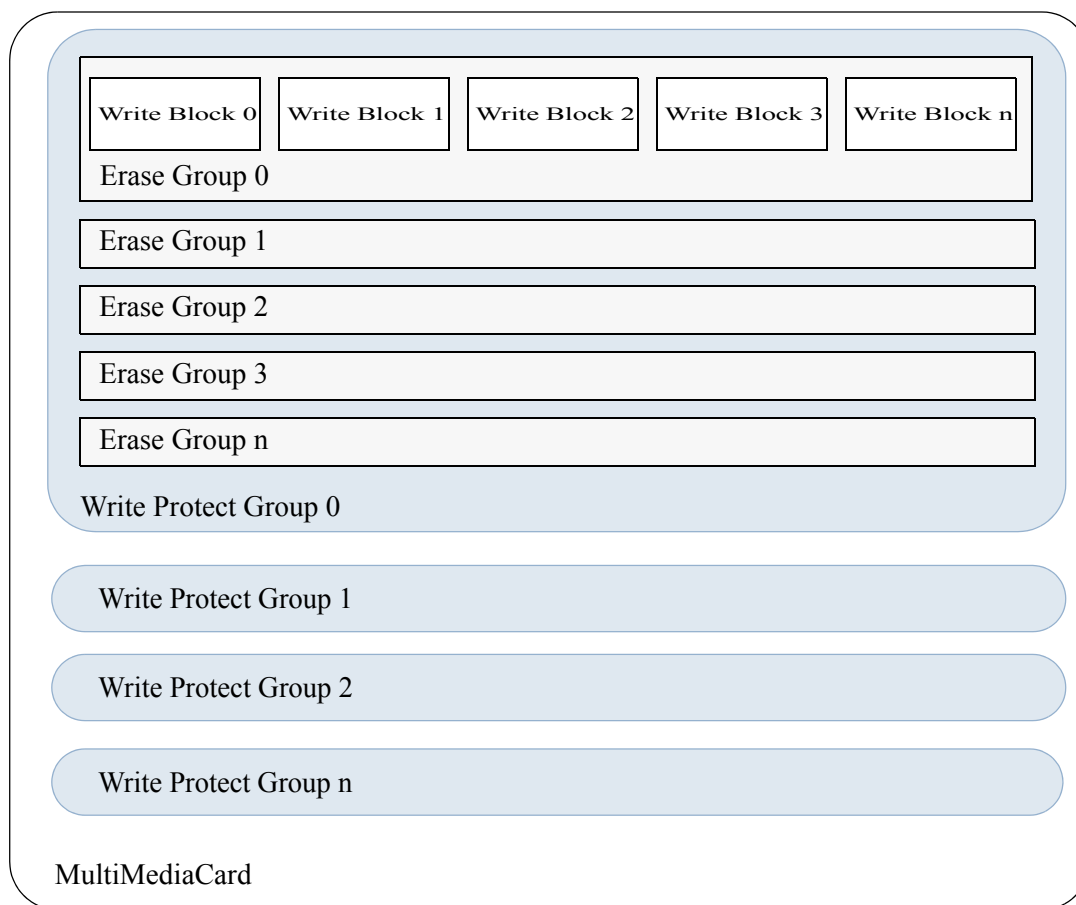 Write Block 0 Write Block 1 Write Block 2 Write Block 3 Write Block n
Erase Group 0
Erase Group 1
Erase Group 2
Erase Group 3
Erase Group n
Write Protect Group 0
Write Protect Group 1
Write Protect Group 2
Write Protect Group n
MultiMediaCard